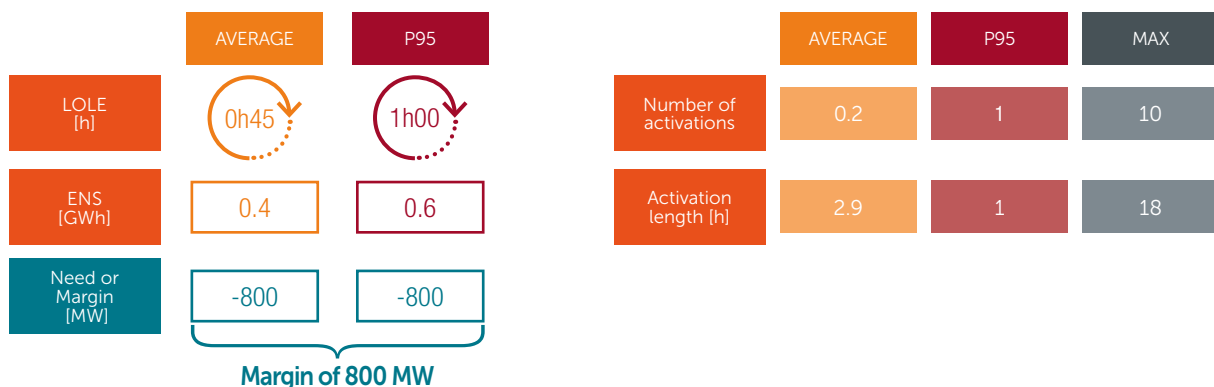 AVERAGE P95
LOLE
[h]
0h45 1h00
ENS
[GWh]
0.4 0.6
Need or
Margin
[MW]
-800 -800
Margin of 800 MW
AVERAGE P95 MAX
Number of
activations
0.2 1 10
Activation
length [h]
2.9 1 18